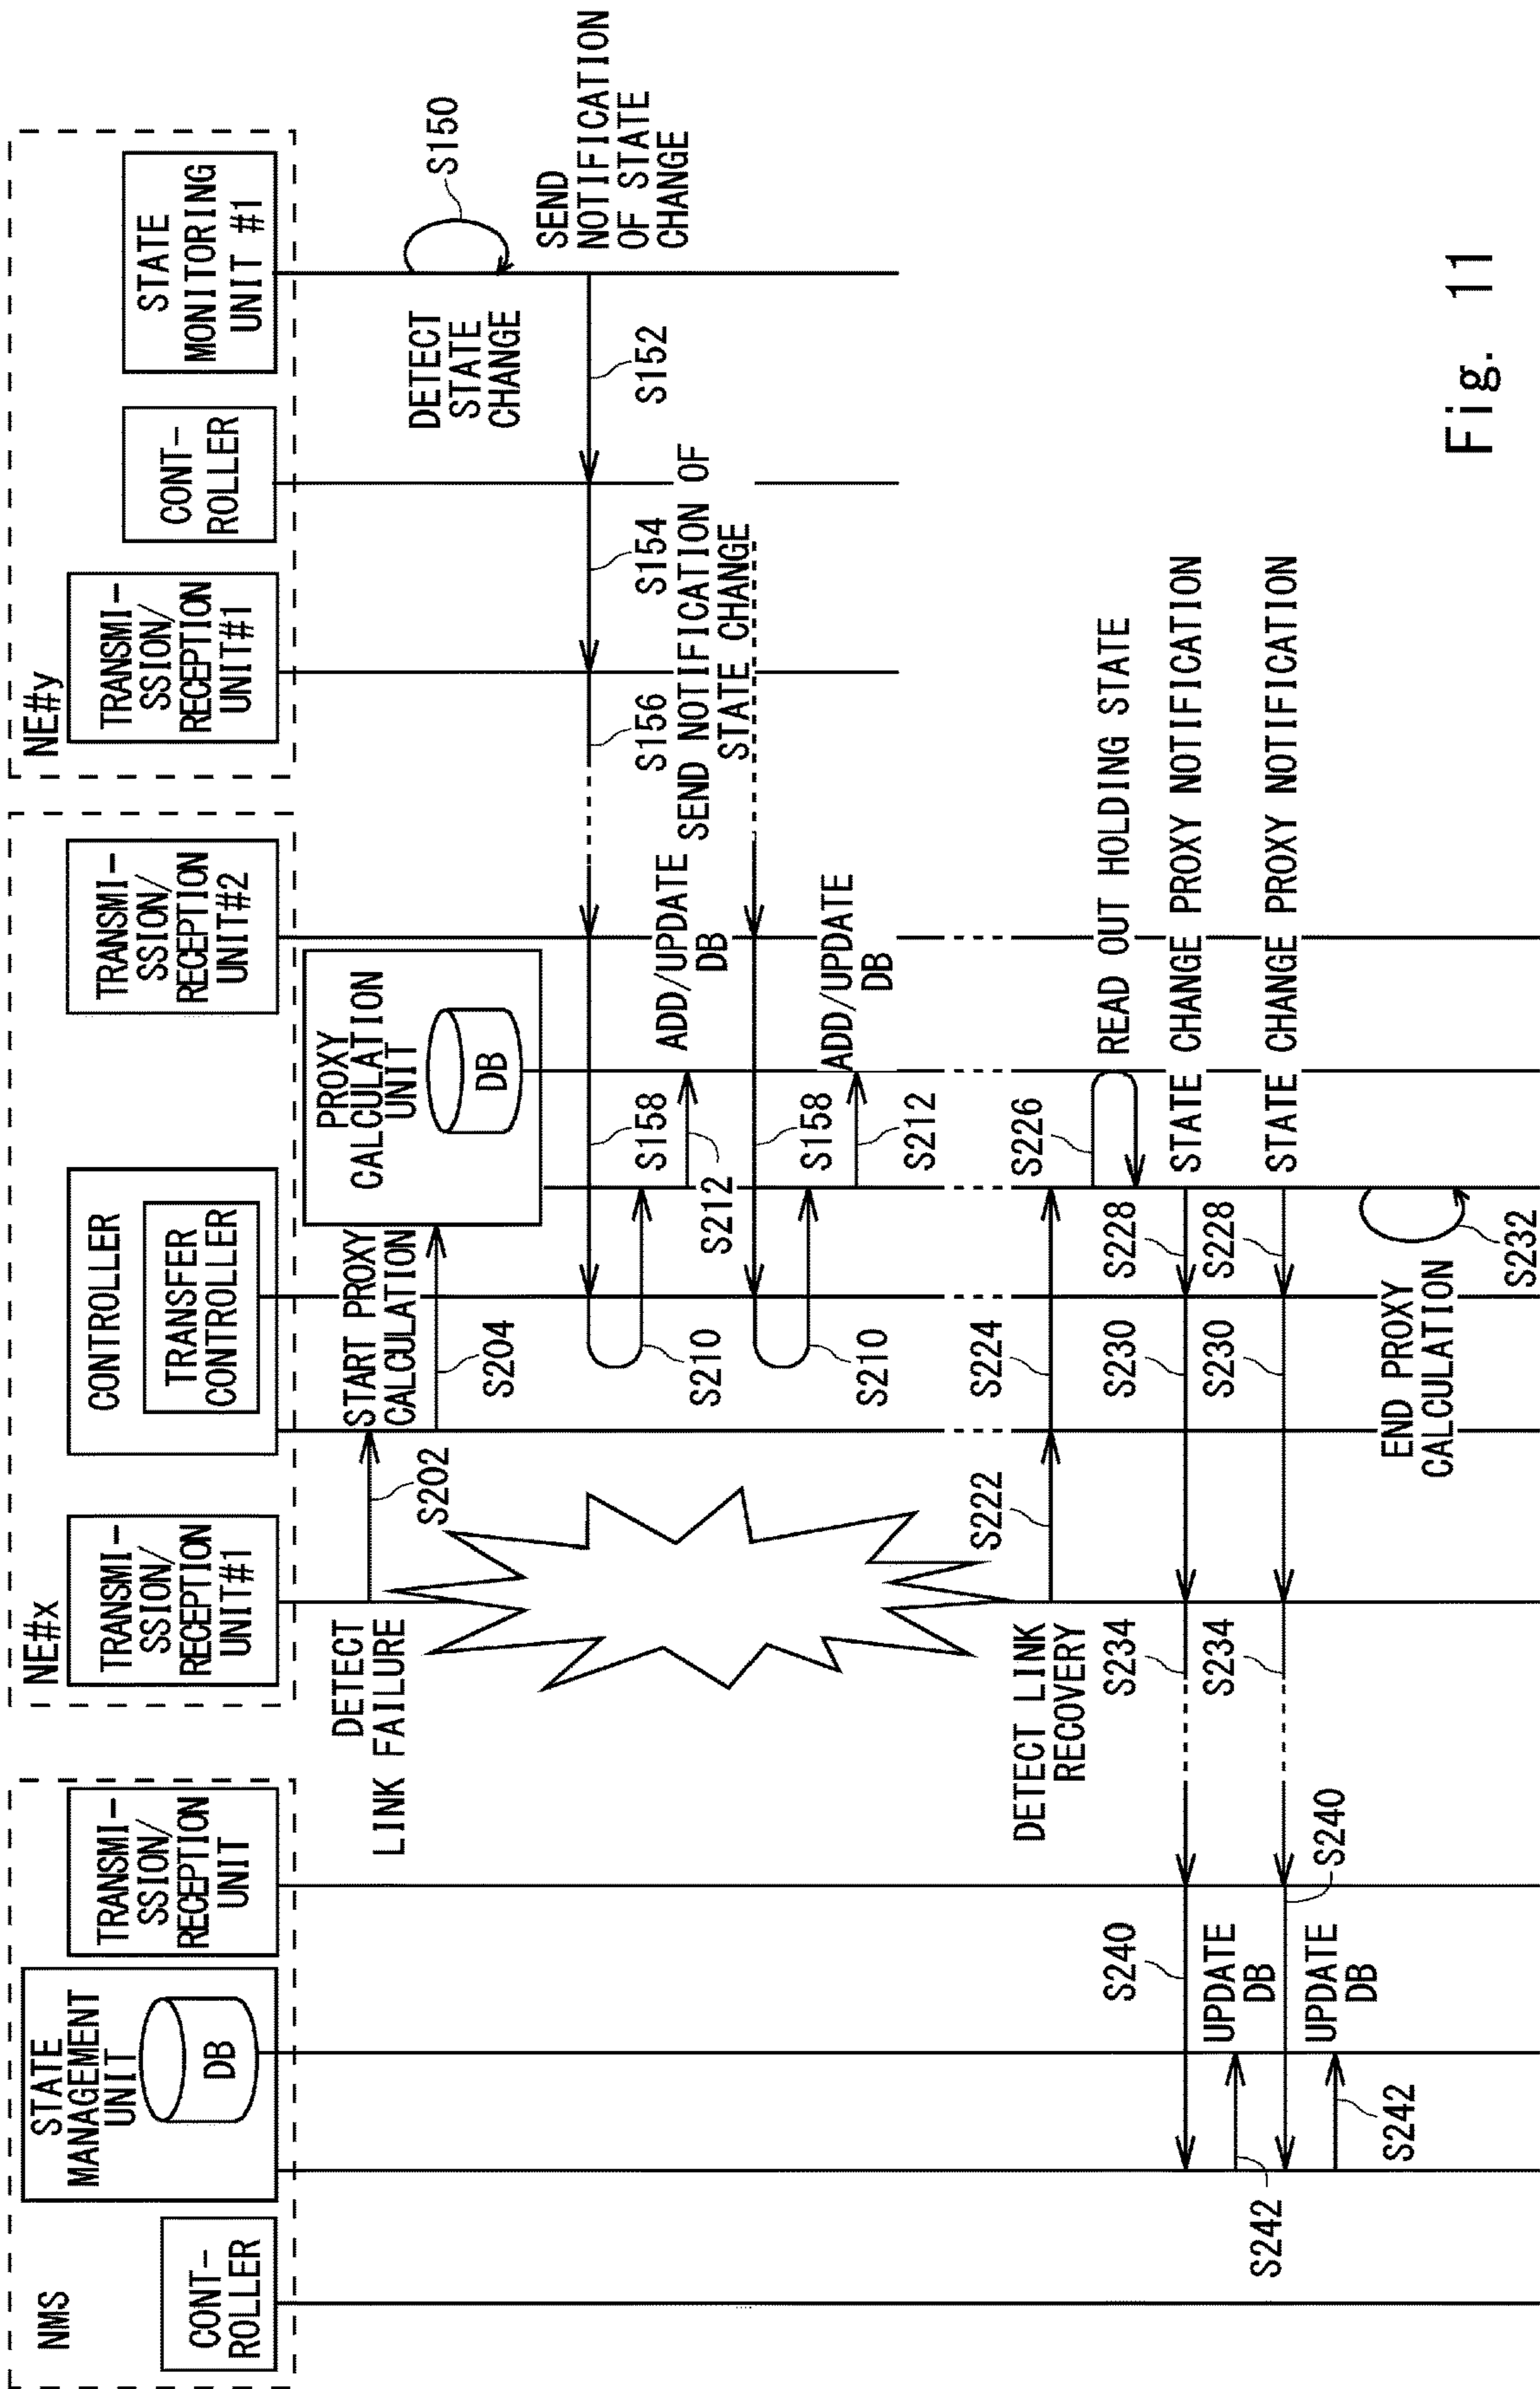 NMS
CONT-
ROLLER
STATE
MANAGEMENT
UNIT
DB
TRANSMI-
SSION/
RECEPTION
UNIT
NE#x
TRANSMI-
SSION/
RECEPTION
UNIT#1
CONTROLLER
TRANSFER
CONTROLLER
TRANSMI-
SSION/
RECEPTION
UNIT#2
PROXY
CALCULATION
UNIT
DB
NE#y
TRANSMI-
SSION/
RECEPTION
UNIT#1
CONT-
ROLLER
STATE
MONITORING
UNIT #1
DETECT
LINK FAILURE
S202
START PROXY
CALCULATION
S204
DETECT
STATE
CHANGE
S150
SEND
NOTIFICATION
OF STATE
CHANGE
S152
S154
S156
S158
S210
S212
ADD/UPDATE
DB
SEND NOTIFICATION OF
STATE CHANGE
S158
S210
S212
ADD/UPDATE
DB
DETECT LINK
RECOVERY
S222
S224
S226
READ OUT HOLDING STATE
S240
S234
S230
S228
STATE CHANGE PROXY NOTIFICATION
S242
UPDATE
DB
S240
S234
S230
S228
STATE CHANGE PROXY NOTIFICATION
S242
UPDATE
DB
END PROXY
CALCULATION
S232
Fig. 11